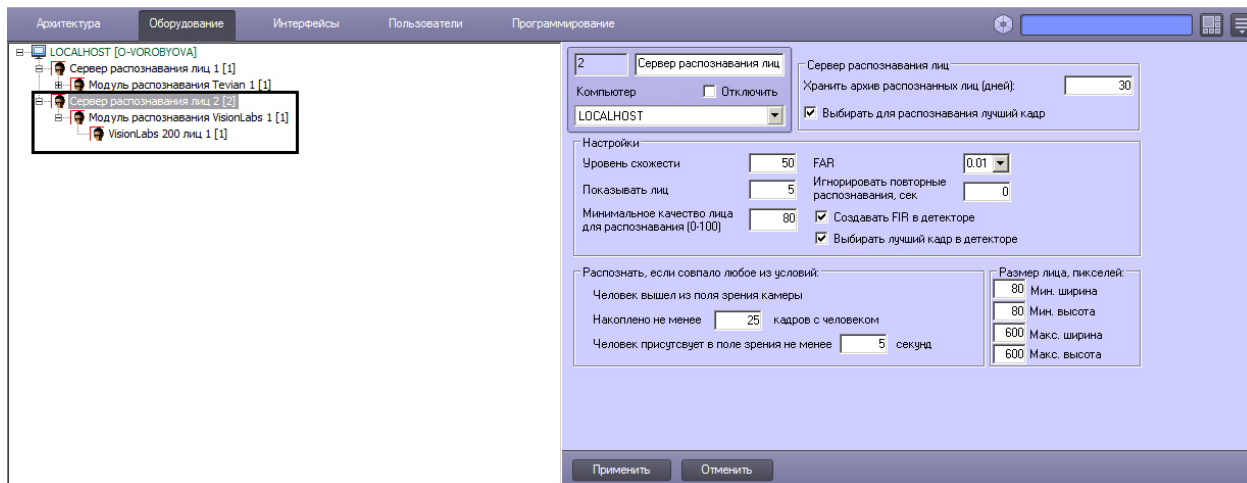 Архитектура Оборудование Интерфейсы Пользователи Программирование
LOCALHOST [O-VOROBYOVA]
Сервер распознавания лиц 1 [1]
Модуль распознавания Tevian 1 [1]
Сервер распознавания лиц 2 [2]
Модуль распознавания VisionLabs 1 [1]
VisionLabs 200 лиц 1 [1]
2 Сервер распознавания лиц
Компьютер Отключить
LOCALHOST
Сервер распознавания лиц
Хранить архив распознанных лиц (дней): 30
Выбирать для распознавания лучший кадр
Настройки
Уровень схожести 50
Показывать лиц 5
Минимальное качество лица
для распознавания (0-100) 80
FAR 0.01
Игнорировать повторные
распознавания, сек 0
Создавать FIR в детекторе
Выбирать лучший кадр в детекторе
Распознать, если совпало любое из условий:
Человек вышел из поля зрения камеры
Накоплено не менее 25 кадров с человеком
Человек присутсвует в поле зрения не менее 5 секунд
Размер лица, пикселей:
80 Мин. ширина
80 Мин. высота
600 Макс. ширина
600 Макс. высота
Применить Отменить